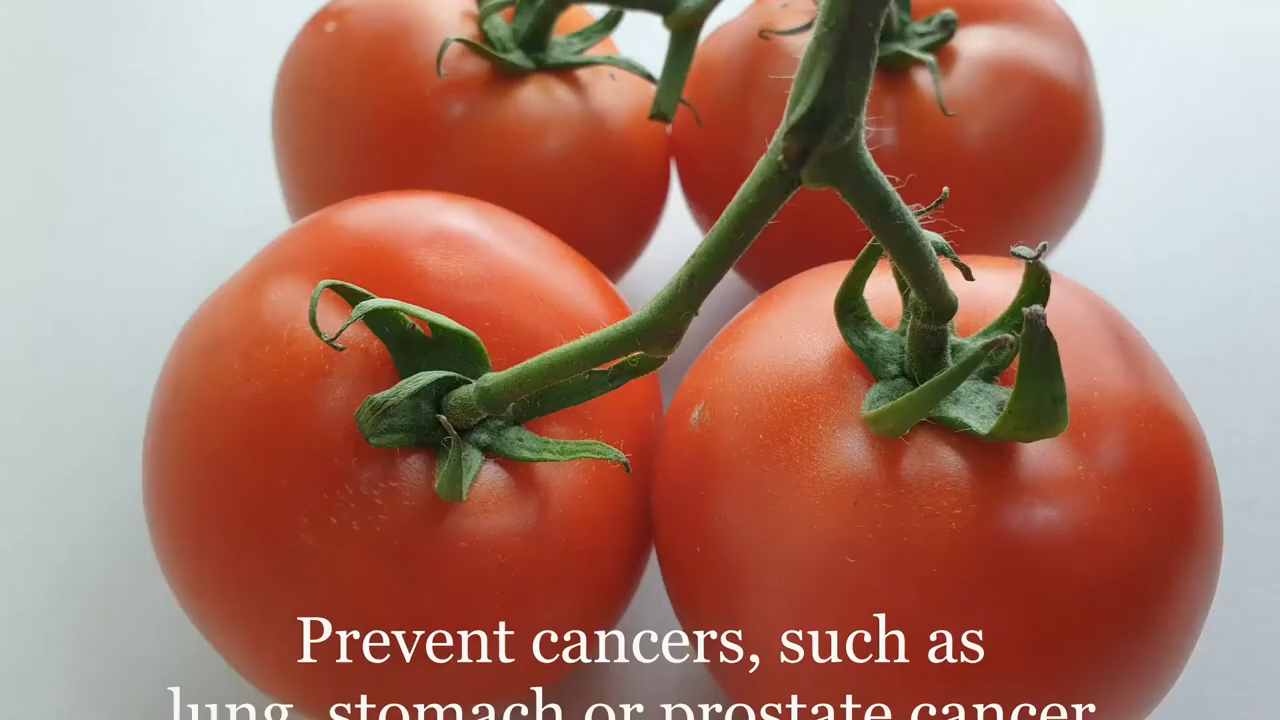 Prevent cancers, such as
lung, stomach or prostate cancer